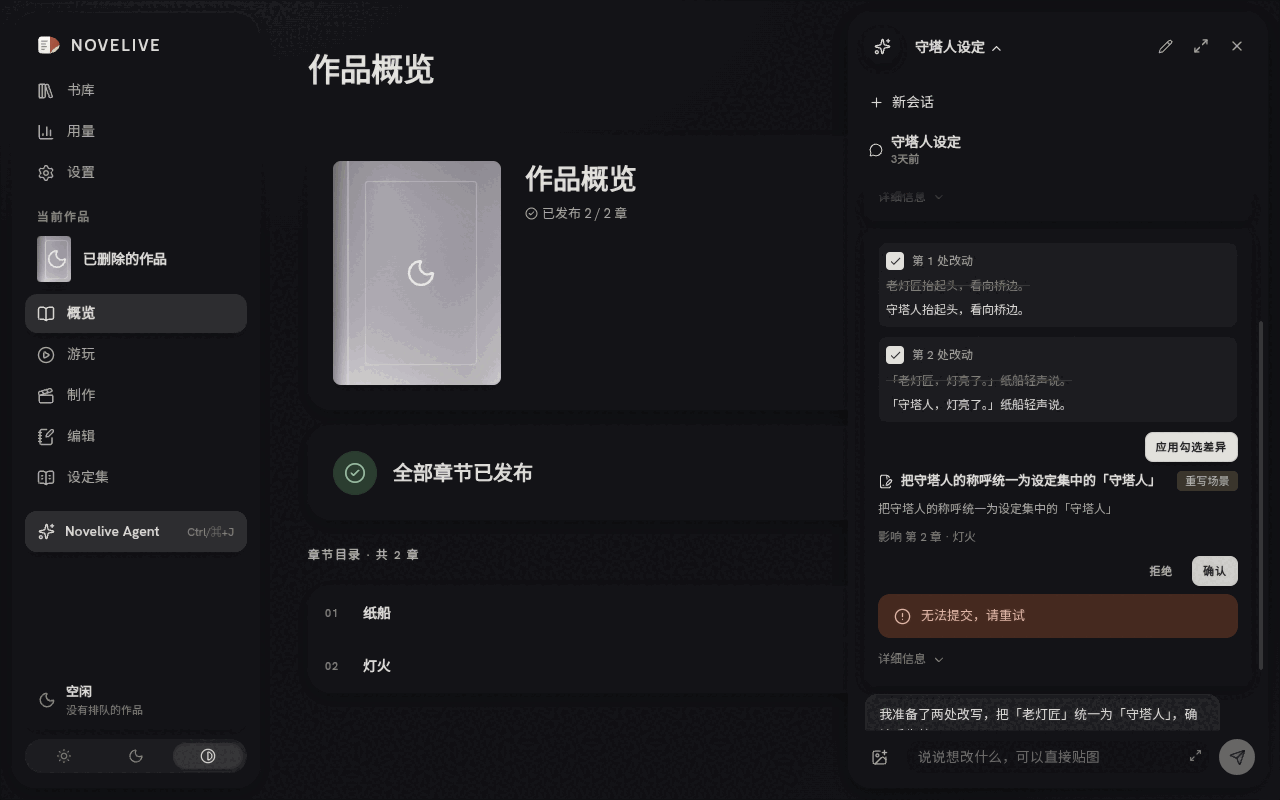 NOVELIVE
书库
用量
设置
当前作品
已删除的作品
概览
游玩
制作
编辑
设定集
Novelive Agent Ctrl/⌘+J
空闲
没有排队的作品
作品概览
作品概览
已发布 2 / 2 章
全部章节已发布
章节目录 · 共 2 章
01 纸船
02 灯火
守塔人设定
新会话
守塔人设定
3天前
详细信息
第 1 处改动
老灯匠抬起头，看向桥边。
守塔人抬起头，看向桥边。
第 2 处改动
「老灯匠，灯亮了。」纸船轻声说。
「守塔人，灯亮了。」纸船轻声说。
应用勾选差异
把守塔人的称呼统一为设定集中的「守塔人」 重写场景
把守塔人的称呼统一为设定集中的「守塔人」
影响 第 2 章 · 灯火
拒绝 确认
无法提交，请重试
详细信息
我准备了两处改写，把「老灯匠」统一为「守塔人」，确
说说想改什么，可以直接贴图